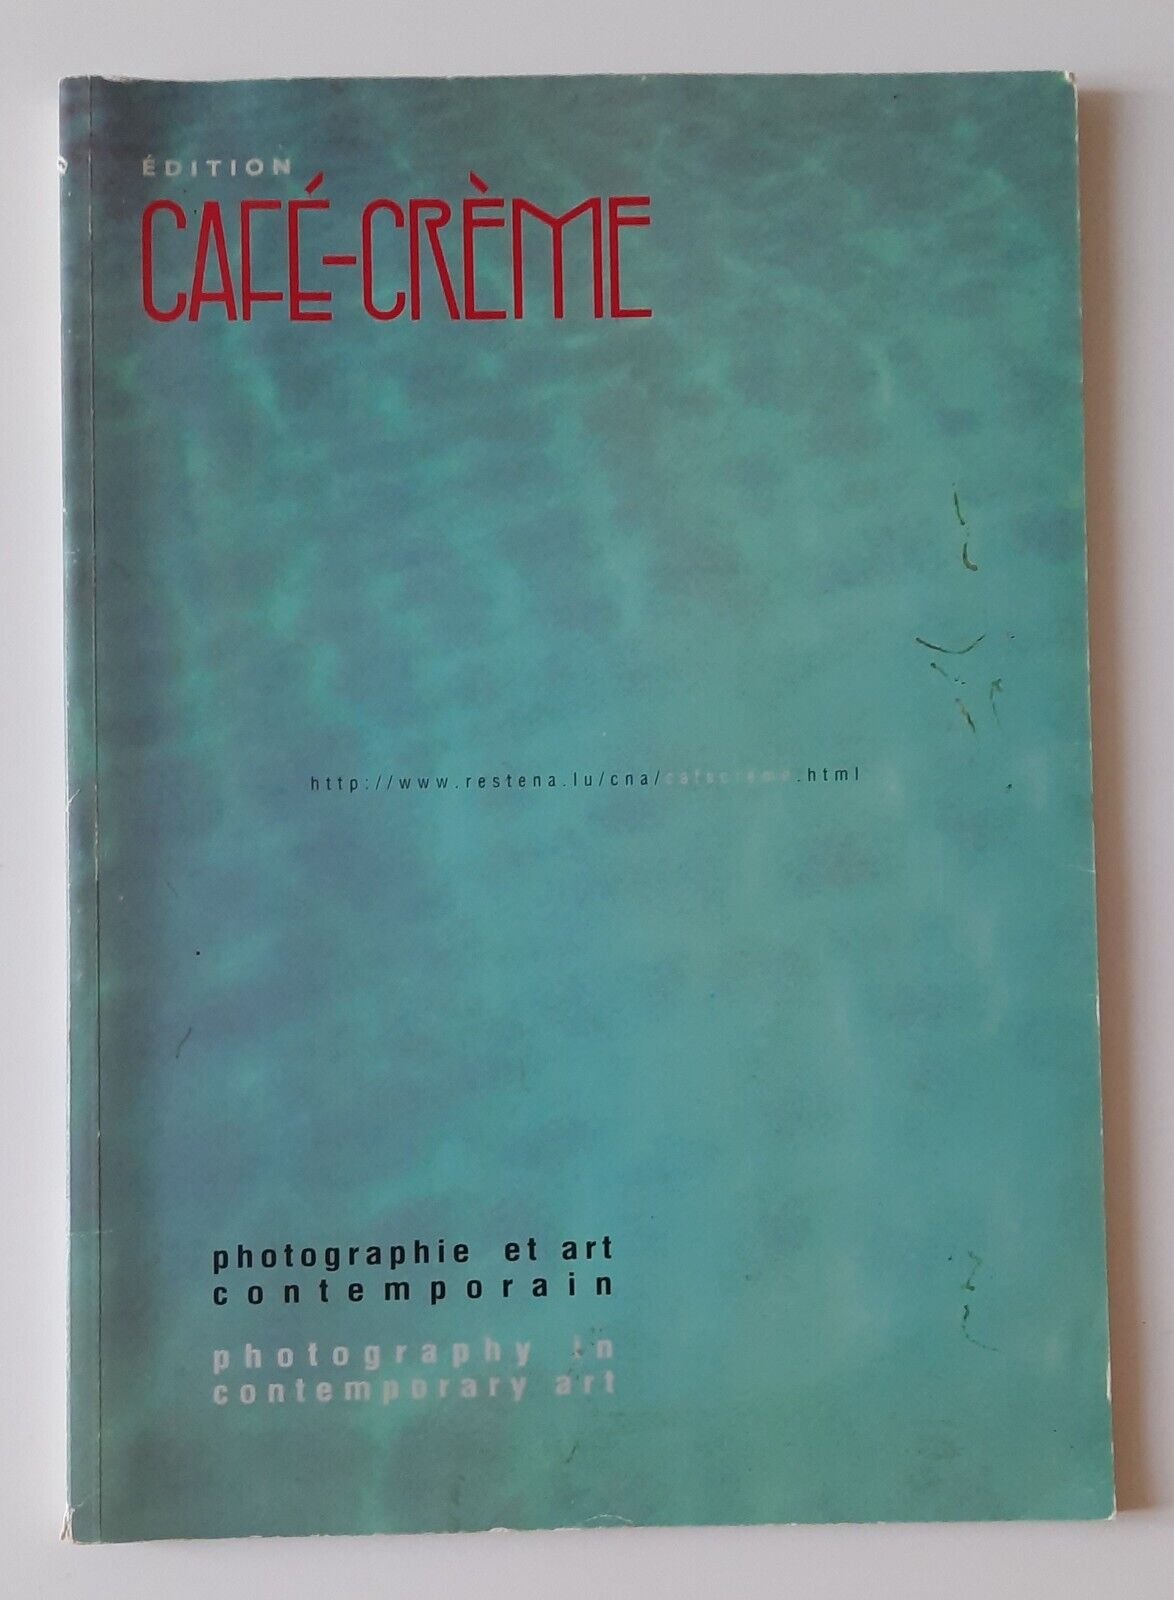 ÉDITION
CAFÉ-CRÈME
http://www.restena.lu/cna/cafecreme.html
photographie et art
contemporain
photography in
contemporary art